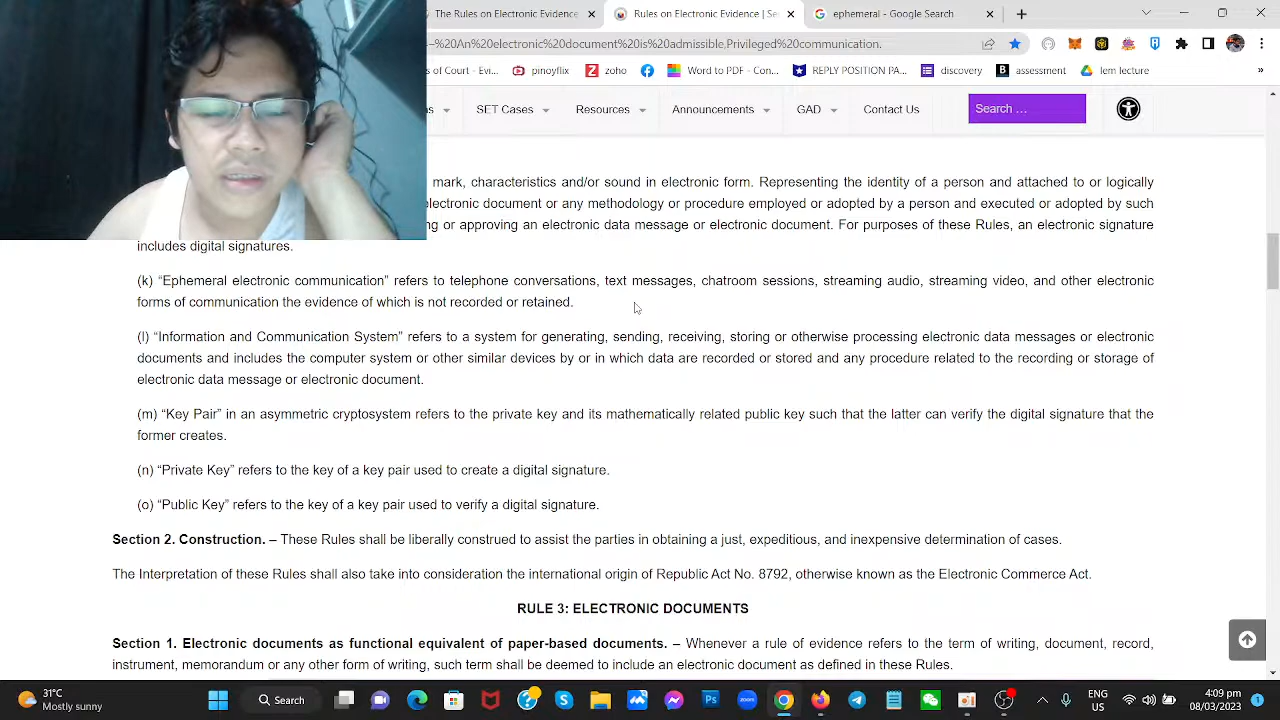 The Rules on Electronic Evidence
Rules on Electronic Evidence | Se
ephemeral - Google Search
An%20electronic%20document%20is%20admissible,Privileged%20communication.
s of Court - Evi...
pinoyflix
zoho
Word to PDF - Con...
REPLY POSITION PA...
discovery
assessment
lem lecture
»
SET Cases
Resources
Announcements
GAD
Contact Us
Search …
mark, characteristics and/or sound in electronic form. Representing the identity of a person and attached to or logically
electronic document or any methodology or procedure employed or adopted by a person and executed or adopted by such
g or approving an electronic data message or electronic document. For purposes of these Rules, an electronic signature
includes digital signatures.
(k) “Ephemeral electronic communication” refers to telephone conversations, text messages, chatroom sessions, streaming audio, streaming video, and other electronic
forms of communication the evidence of which is not recorded or retained.
(l) “Information and Communication System” refers to a system for generating, sending, receiving, storing or otherwise processing electronic data messages or electronic
documents and includes the computer system or other similar devices by or in which data are recorded or stored and any procedure related to the recording or storage of
electronic data message or electronic document.
(m) “Key Pair” in an asymmetric cryptosystem refers to the private key and its mathematically related public key such that the latter can verify the digital signature that the
former creates.
(n) “Private Key” refers to the key of a key pair used to create a digital signature.
(o) “Public Key” refers to the key of a key pair used to verify a digital signature.
Section 2. Construction. – These Rules shall be liberally construed to assist the parties in obtaining a just, expeditious, and inexpensive determination of cases.
The Interpretation of these Rules shall also take into consideration the international origin of Republic Act No. 8792, otherwise known as the Electronic Commerce Act.
RULE 3: ELECTRONIC DOCUMENTS
Section 1. Electronic documents as functional equivalent of paper-based documents. – Whenever a rule of evidence refers to the term of writing, document, record,
instrument, memorandum or any other form of writing, such term shall be deemed to include an electronic document as defined in these Rules.
31°C
Mostly sunny
Search
zoom
ENG
US
4:09 pm
08/03/2023
1